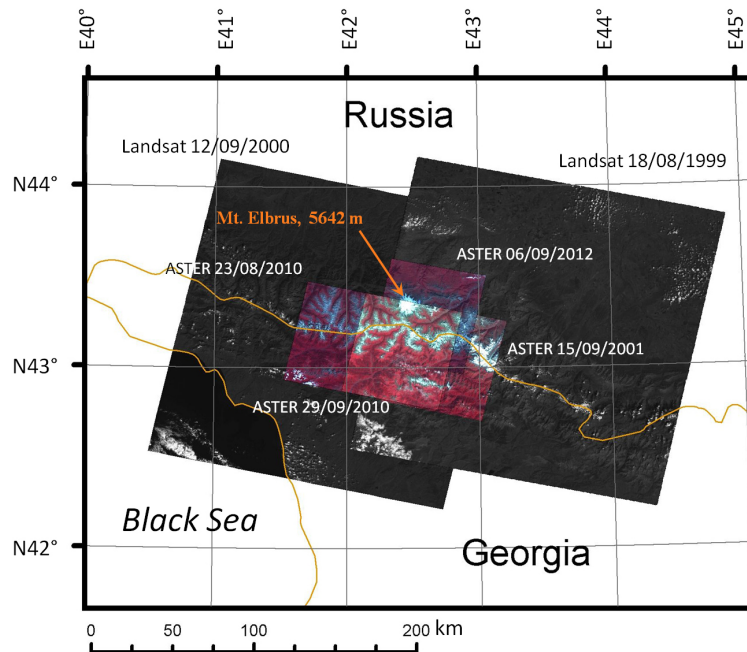 E40° E41° E42° E43° E44° E45°
Russia
Landsat 12/09/2000
Landsat 18/08/1999
N44°
Mt. Elbrus, 5642 m
ASTER 06/09/2012
ASTER 23/08/2010
N43°
ASTER 15/09/2001
ASTER 29/09/2010
Black Sea
N42°
Georgia
0 50 100 200 km